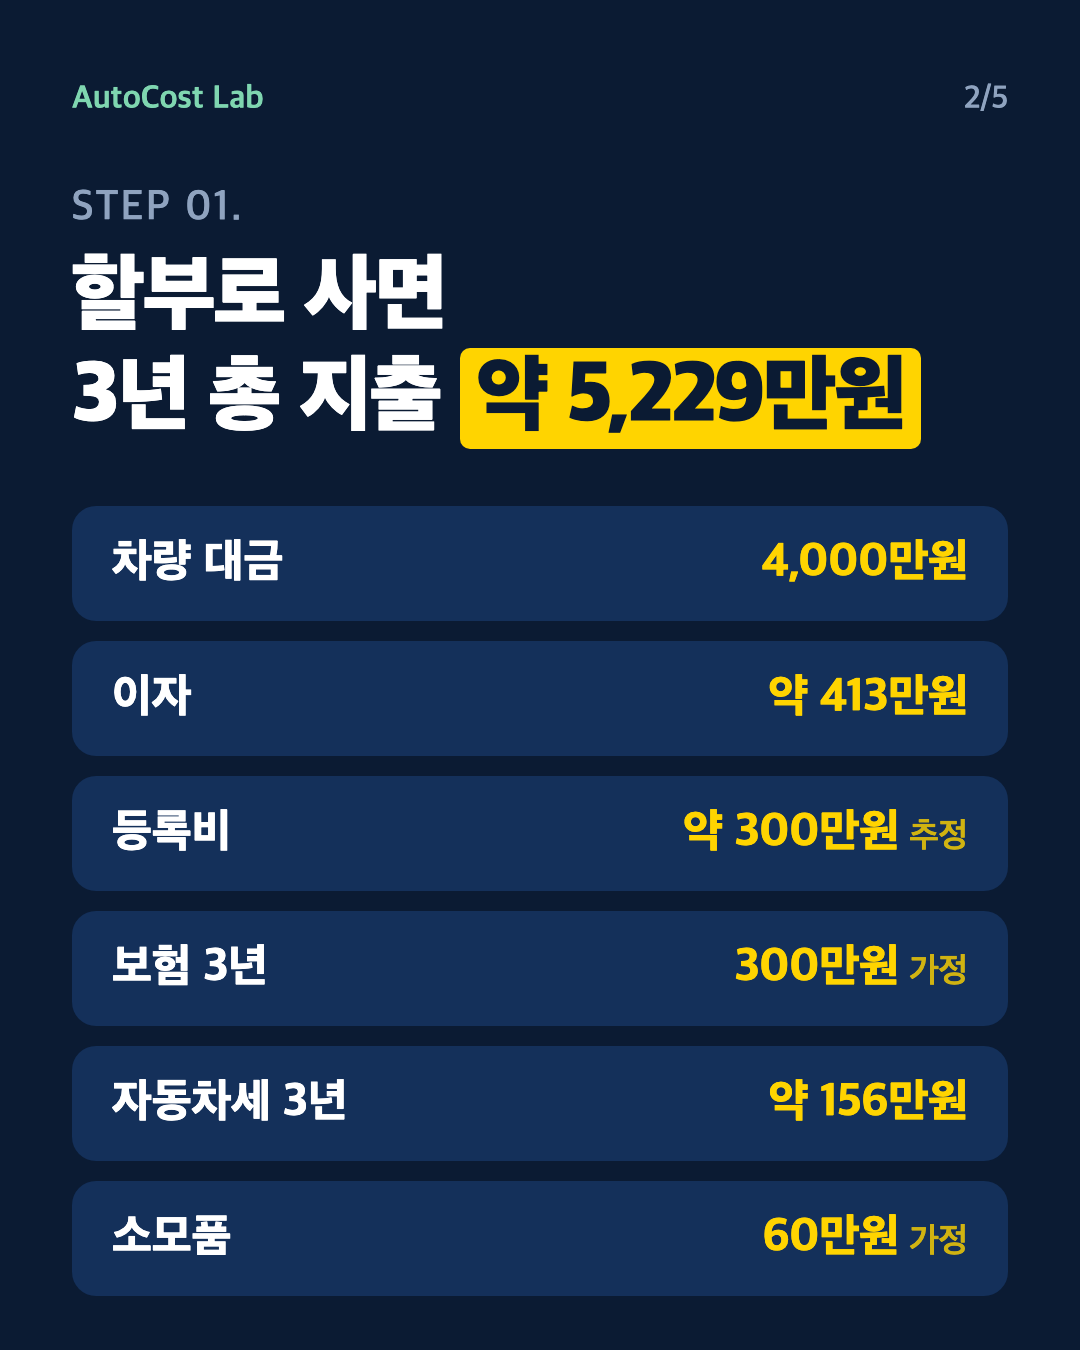 AutoCost Lab
2/5
STEP 01.
할부로 사면
3년 총 지출 약 5,229만원
차량 대금 4,000만원
이자 약 413만원
등록비 약 300만원 추정
보험 3년 300만원 가정
자동차세 3년 약 156만원
소모품 60만원 가정